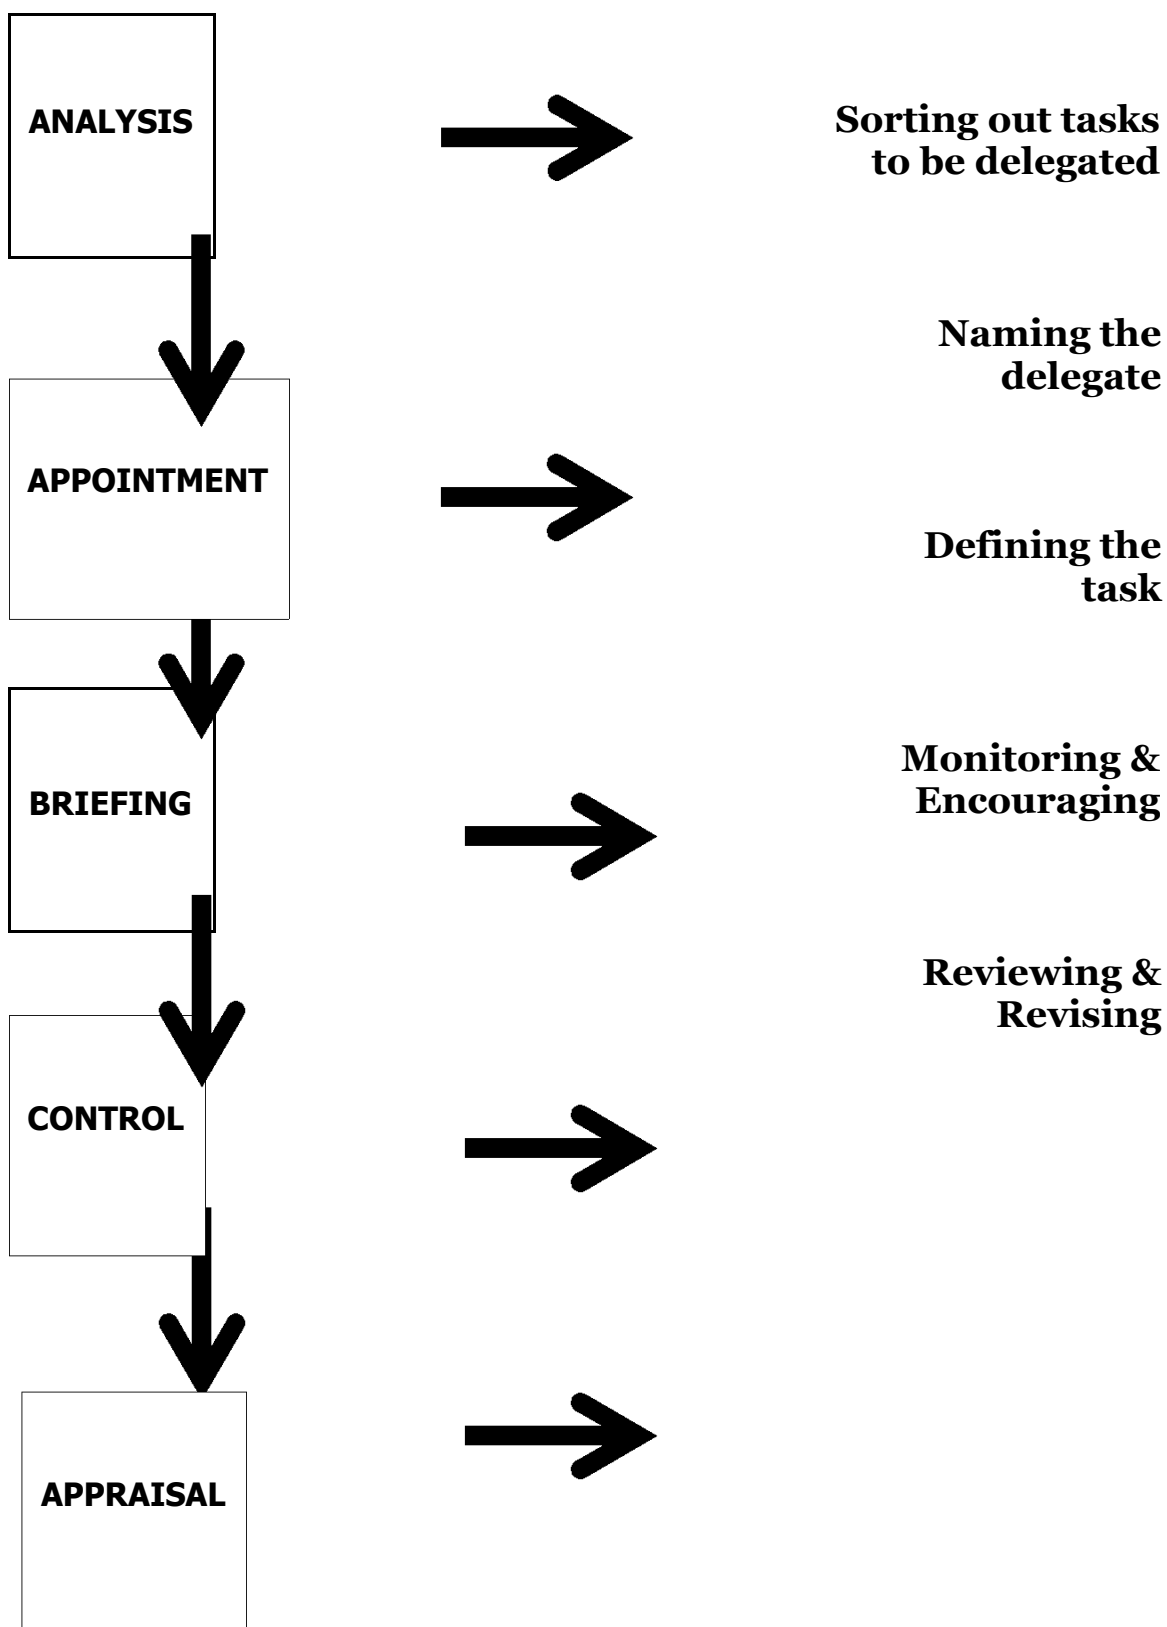 ANALYSIS
Sorting out tasks
to be delegated
Naming the
delegate
APPOINTMENT
Defining the
task
BRIEFING
Monitoring &
Encouraging
Reviewing &
Revising
CONTROL
APPRAISAL